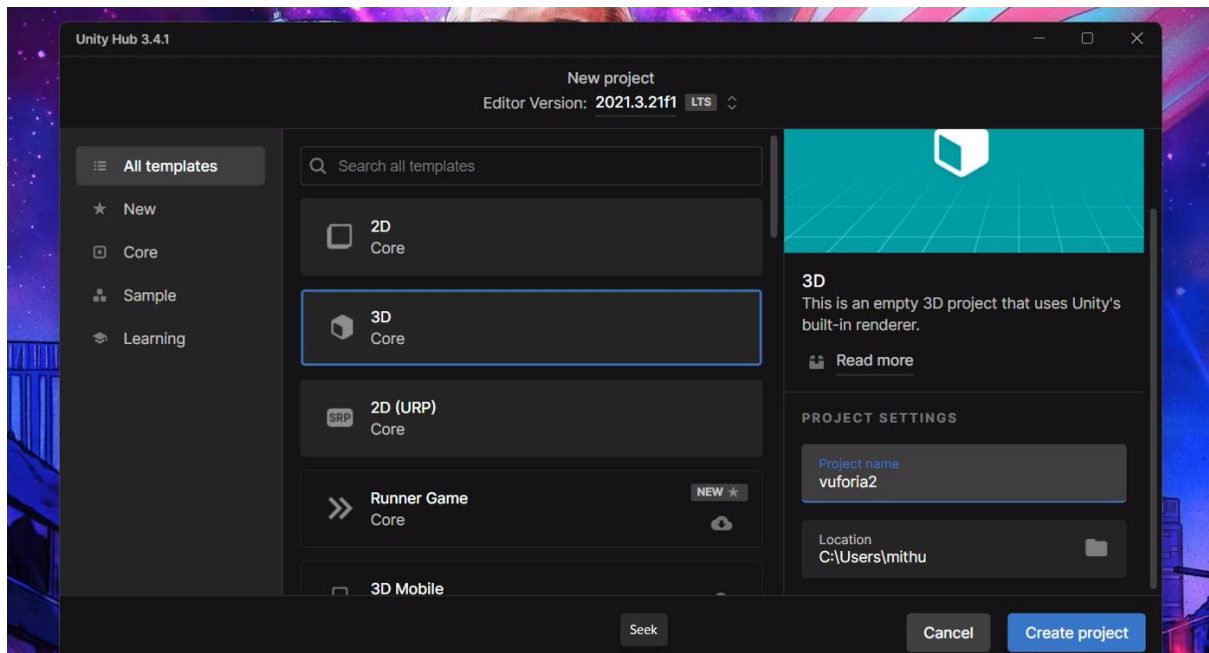 Unity Hub 3.4.1
New project
Editor Version: 2021.3.21f1 LTS
All templates
New
Core
Sample
Learning
Search all templates
2D
Core
3D
Core
SRP
2D (URP)
Core
Runner Game
Core
NEW
3D Mobile
3D
This is an empty 3D project that uses Unity's
built-in renderer.
Read more
PROJECT SETTINGS
Project name
vuforia2
Location
C:\Users\mithu
Seek
Cancel
Create project